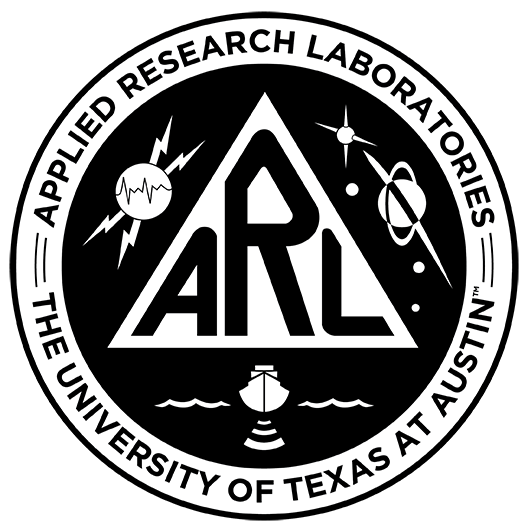 APPLIED RESEARCH LABORATORIES
ARL
THE UNIVERSITY OF TEXAS AT AUSTIN™